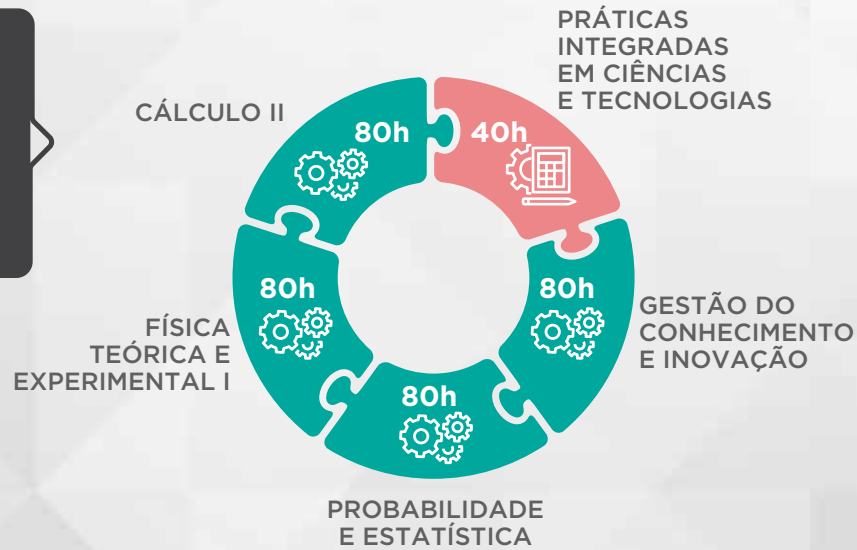 PRÁTICAS
INTEGRADAS
EM CIÊNCIAS
E TECNOLOGIAS
CÁLCULO II
80h
40h
80h
80h
GESTÃO DO
CONHECIMENTO
E INOVAÇÃO
FÍSICA
TEÓRICA E
EXPERIMENTAL I
80h
PROBABILIDADE
E ESTATÍSTICA